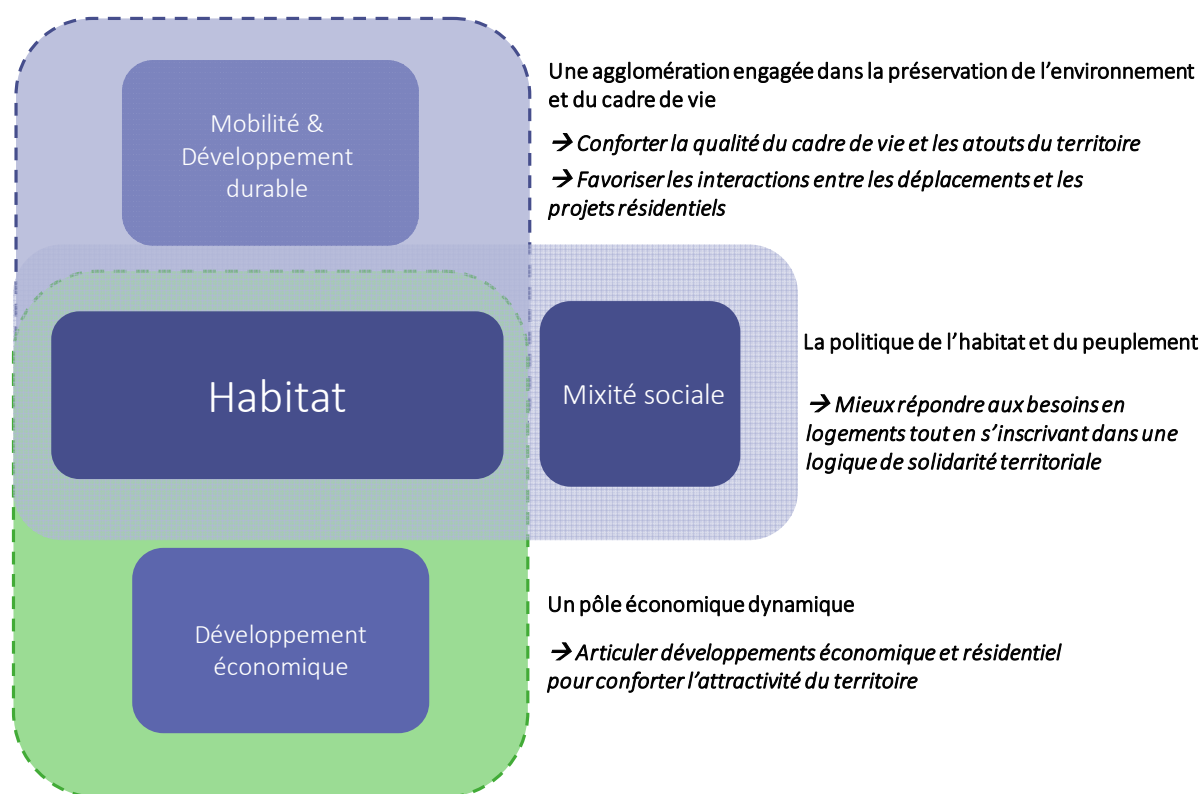 Mobilité &
Développement
durable
Une agglomération engagée dans la préservation de l’environnement
et du cadre de vie
→ Conforter la qualité du cadre de vie et les atouts du territoire
→ Favoriser les interactions entre les déplacements et les
projets résidentiels
Habitat
Mixité sociale
La politique de l’habitat et du peuplement
→ Mieux répondre aux besoins en
logements tout en s’inscrivant dans une
logique de solidarité territoriale
Développement
économique
Un pôle économique dynamique
→ Articuler développements économique et résidentiel
pour conforter l’attractivité du territoire